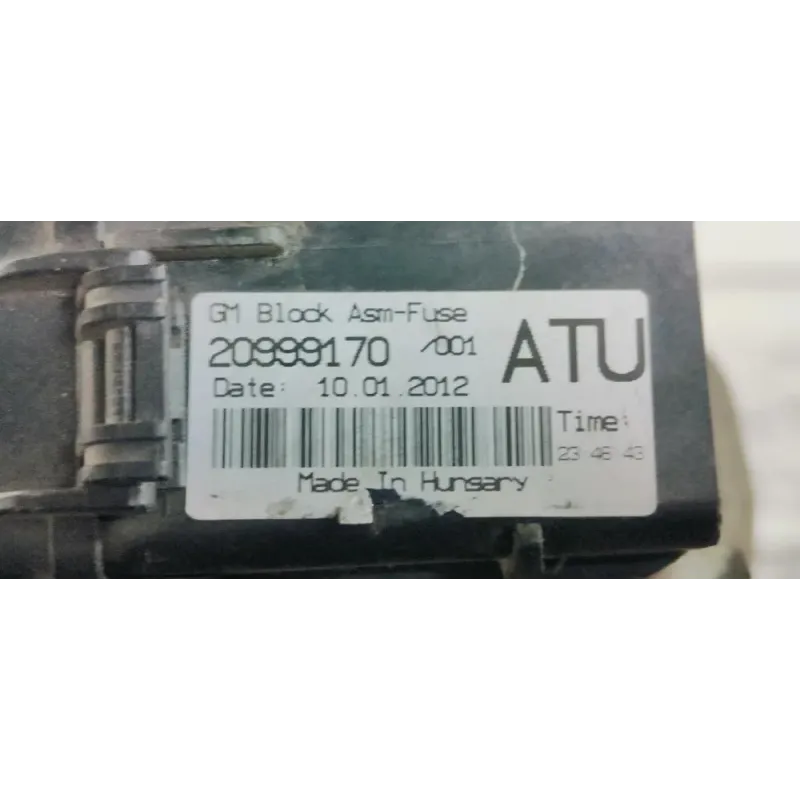 GM Block Asm-Fuse
20999170 /001
ATU
Date: 10.01.2012
Time:
23:46:43
Made In Hungary